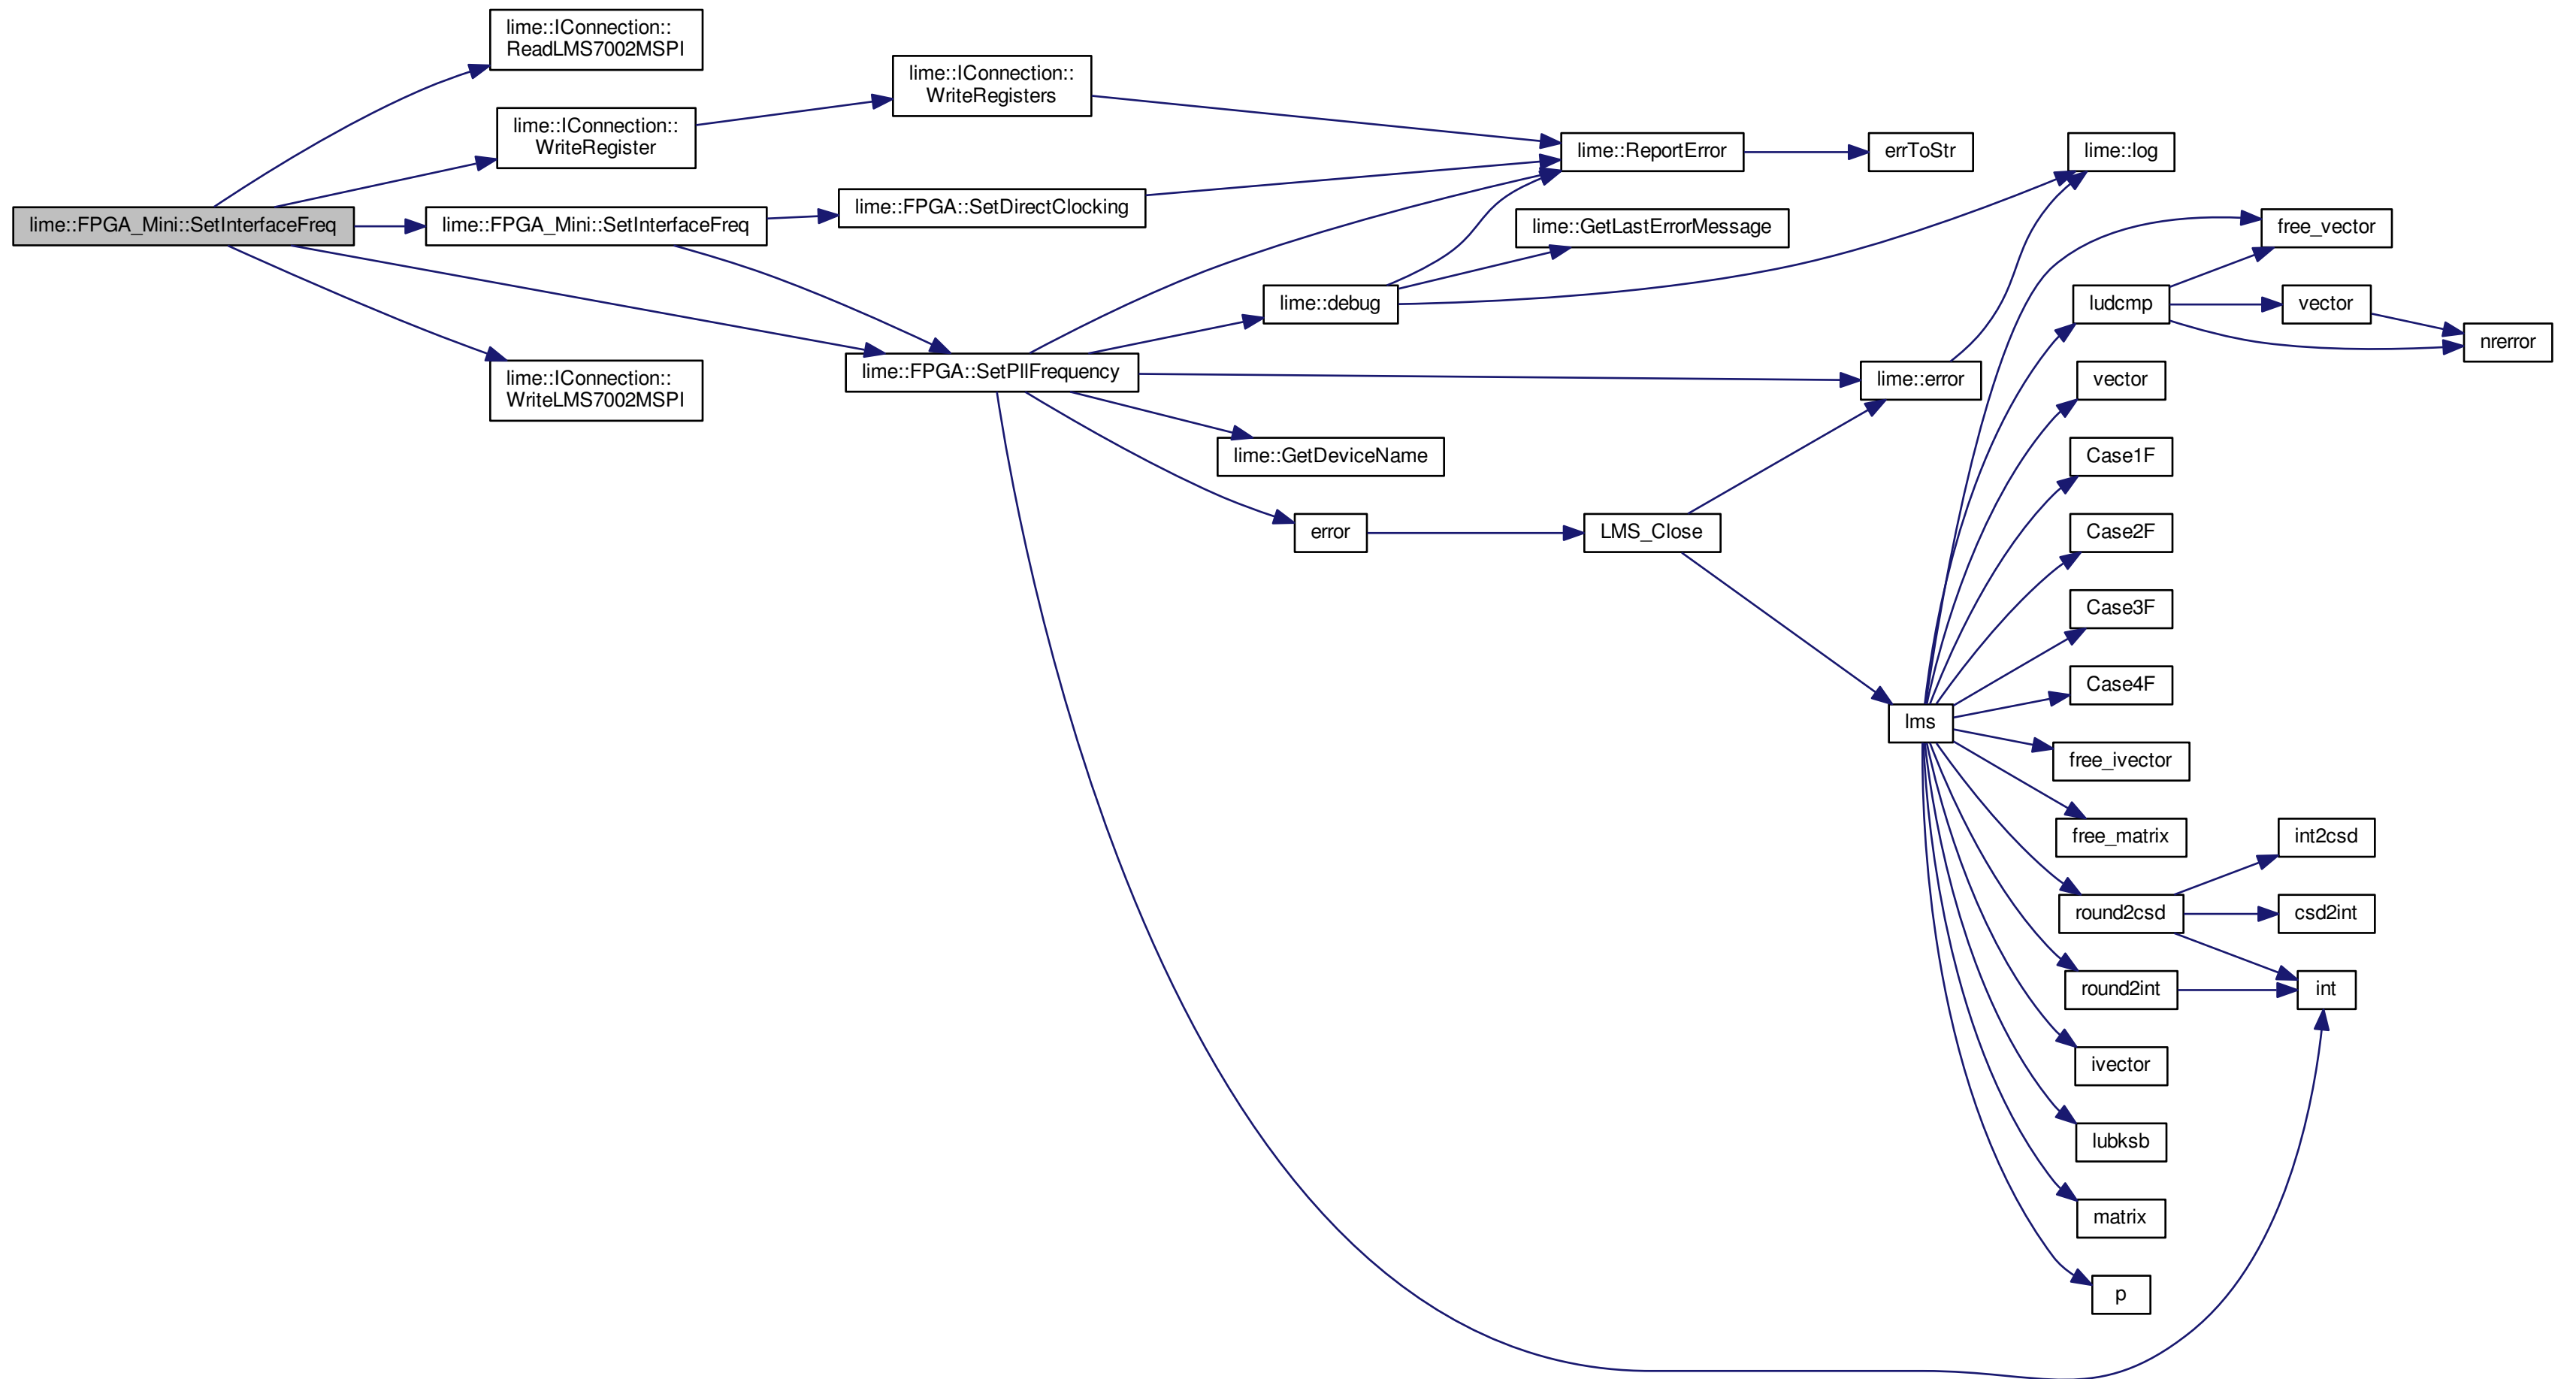 lime::IConnection::
ReadLMS7002MSPI
lime::IConnection::
WriteRegisters
lime::IConnection::
WriteRegister
lime::ReportError
errToStr
lime::log
lime::FPGA_Mini::SetInterfaceFreq
lime::FPGA_Mini::SetInterfaceFreq
lime::FPGA::SetDirectClocking
lime::GetLastErrorMessage
free_vector
lime::debug
ludcmp
vector
nrerror
lime::IConnection::
WriteLMS7002MSPI
lime::FPGA::SetPllFrequency
lime::error
vector
lime::GetDeviceName
Case1F
error
LMS_Close
Case2F
Case3F
Case4F
lms
free_ivector
free_matrix
int2csd
round2csd
csd2int
round2int
int
ivector
lubksb
matrix
p